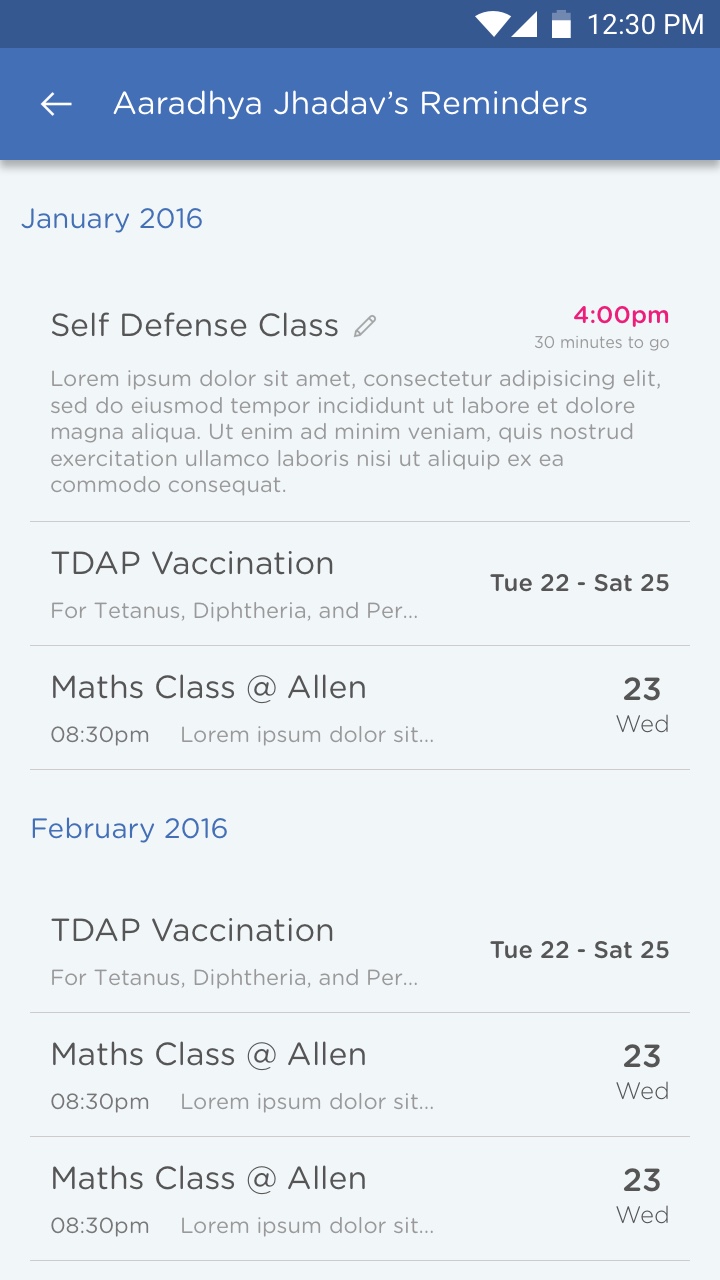 12:30 PM
Aaradhya Jhadav’s Reminders
January 2016
Self Defense Class
4:00pm
30 minutes to go
Lorem ipsum dolor sit amet, consectetur adipisicing elit,
sed do eiusmod tempor incididunt ut labore et dolore
magna aliqua. Ut enim ad minim veniam, quis nostrud
exercitation ullamco laboris nisi ut aliquip ex ea
commodo consequat.
TDAP Vaccination
For Tetanus, Diphtheria, and Per...
Tue 22 - Sat 25
Maths Class @ Allen
08:30pm Lorem ipsum dolor sit...
23
Wed
February 2016
TDAP Vaccination
For Tetanus, Diphtheria, and Per...
Tue 22 - Sat 25
Maths Class @ Allen
08:30pm Lorem ipsum dolor sit...
23
Wed
Maths Class @ Allen
08:30pm Lorem ipsum dolor sit...
23
Wed